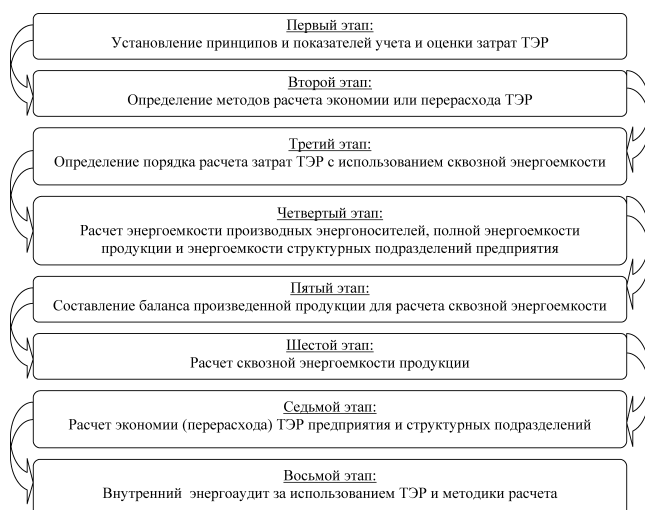 Первый этап:
Установление принципов и показателей учета и оценки затрат ТЭР
Второй этап:
Определение методов расчета экономии или перерасхода ТЭР
Третий этап:
Определение порядка расчета затрат ТЭР с использованием сквозной энергоемкости
Четвертый этап:
Расчет энергоемкости производных энергоносителей, полной энергоемкости
продукции и энергоемкости структурных подразделений предприятия
Пятый этап:
Составление баланса произведенной продукции для расчета сквозной энергоемкости
Шестой этап:
Расчет сквозной энергоемкости продукции
Седьмой этап:
Расчет экономии (перерасхода) ТЭР предприятия и структурных подразделений
Восьмой этап:
Внутренний энергоаудит за использованием ТЭР и методики расчета